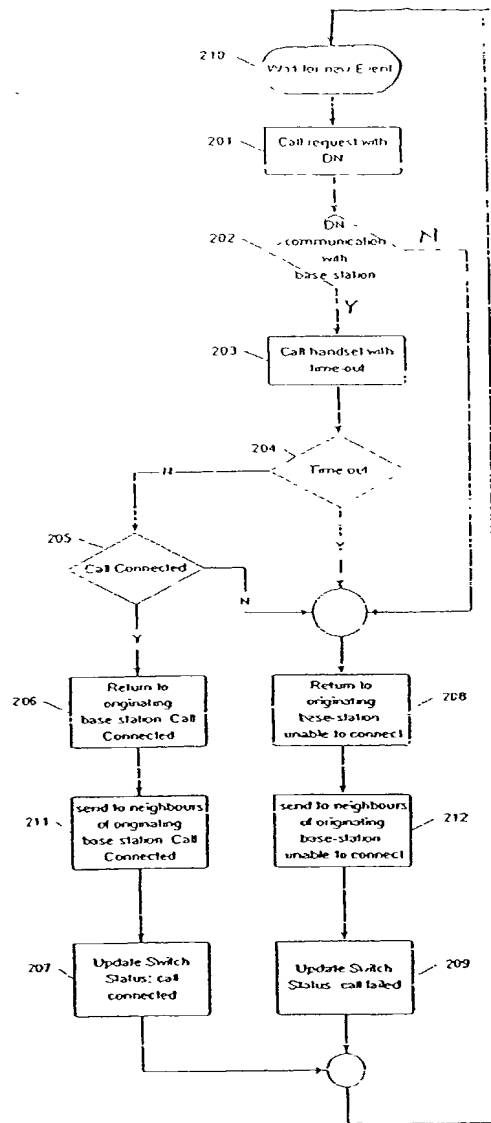 210
Wait for new Event
201
Call request with
DN
202
DN
communication
with
base station
N
Y
203
Call handset with
time-out
204
Time out
N
Y
205
Call Connected
N
Y
206
Return to
originating
base station Call
Connected
208
Return to
originating
base-station
unable to connect
211
send to neighbours
of originating
base station Call
Connected
212
send to neighbours
of originating
base-station
unable to connect
207
Update Switch
Status: call
connected
209
Update Switch
Status call failed